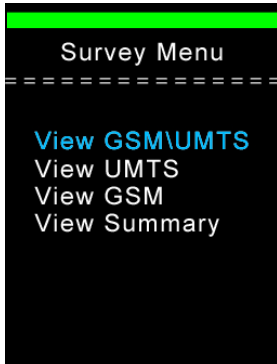 Survey Menu
= = = = = = = = = = = = = = =
View GSM\UMTS
View UMTS
View GSM
View Summary